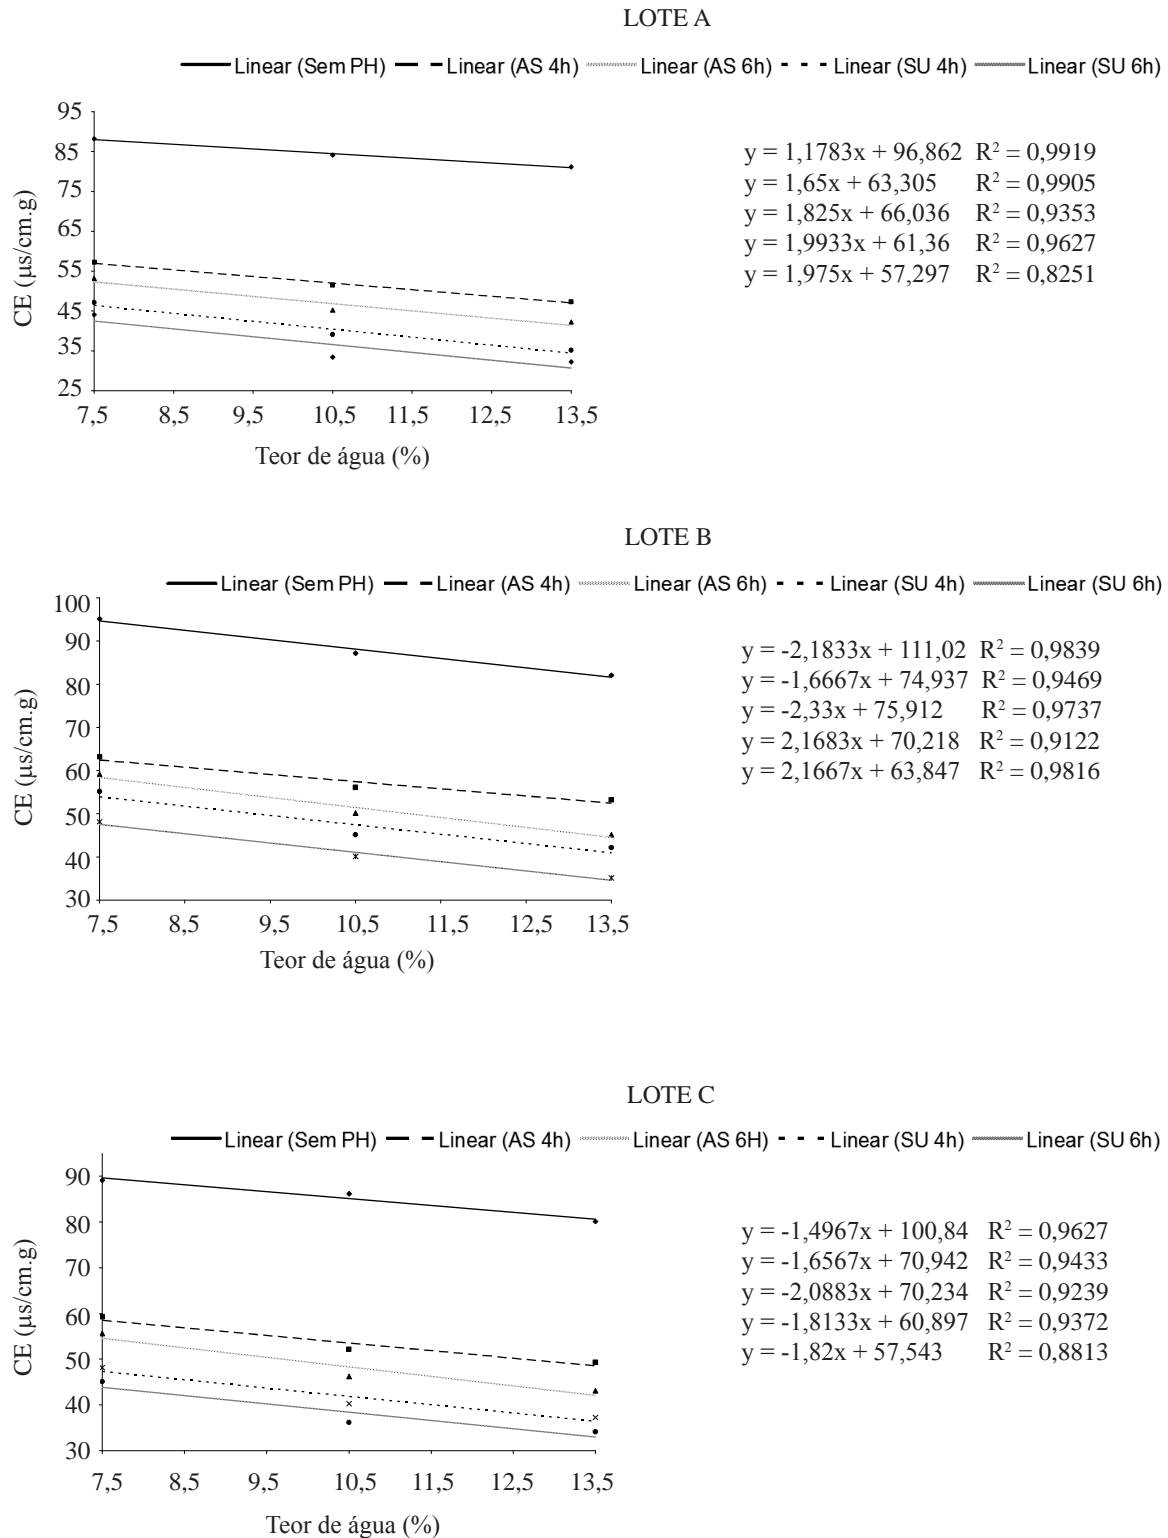 LOTE A
Linear (Sem PH) Linear (AS 4h) Linear (AS 6h) Linear (SU 4h) Linear (SU 6h)
95
85
75
65
55
45
35
25
CE (µs/cm.g)
7,5 8,5 9,5 10,5 11,5 12,5 13,5
Teor de água (%)
y = 1,1783x + 96,862 R² = 0,9919
y = 1,65x + 63,305 R² = 0,9905
y = 1,825x + 66,036 R² = 0,9353
y = 1,9933x + 61,36 R² = 0,9627
y = 1,975x + 57,297 R² = 0,8251
LOTE B
Linear (Sem PH) Linear (AS 4h) Linear (AS 6h) Linear (SU 4h) Linear (SU 6h)
100
90
80
70
60
50
40
30
CE (µs/cm.g)
7,5 8,5 9,5 10,5 11,5 12,5 13,5
Teor de água (%)
y = -2,1833x + 111,02 R² = 0,9839
y = -1,6667x + 74,937 R² = 0,9469
y = -2,33x + 75,912 R² = 0,9737
y = 2,1683x + 70,218 R² = 0,9122
y = 2,1667x + 63,847 R² = 0,9816
LOTE C
Linear (Sem PH) Linear (AS 4h) Linear (AS 6H) Linear (SU 4h) Linear (SU 6h)
90
80
70
60
50
40
30
CE (µs/cm.g)
7,5 8,5 9,5 10,5 11,5 12,5 13,5
Teor de água (%)
y = -1,4967x + 100,84 R² = 0,9627
y = -1,6567x + 70,942 R² = 0,9433
y = -2,0883x + 70,234 R² = 0,9239
y = -1,8133x + 60,897 R² = 0,9372
y = -1,82x + 57,543 R² = 0,8813